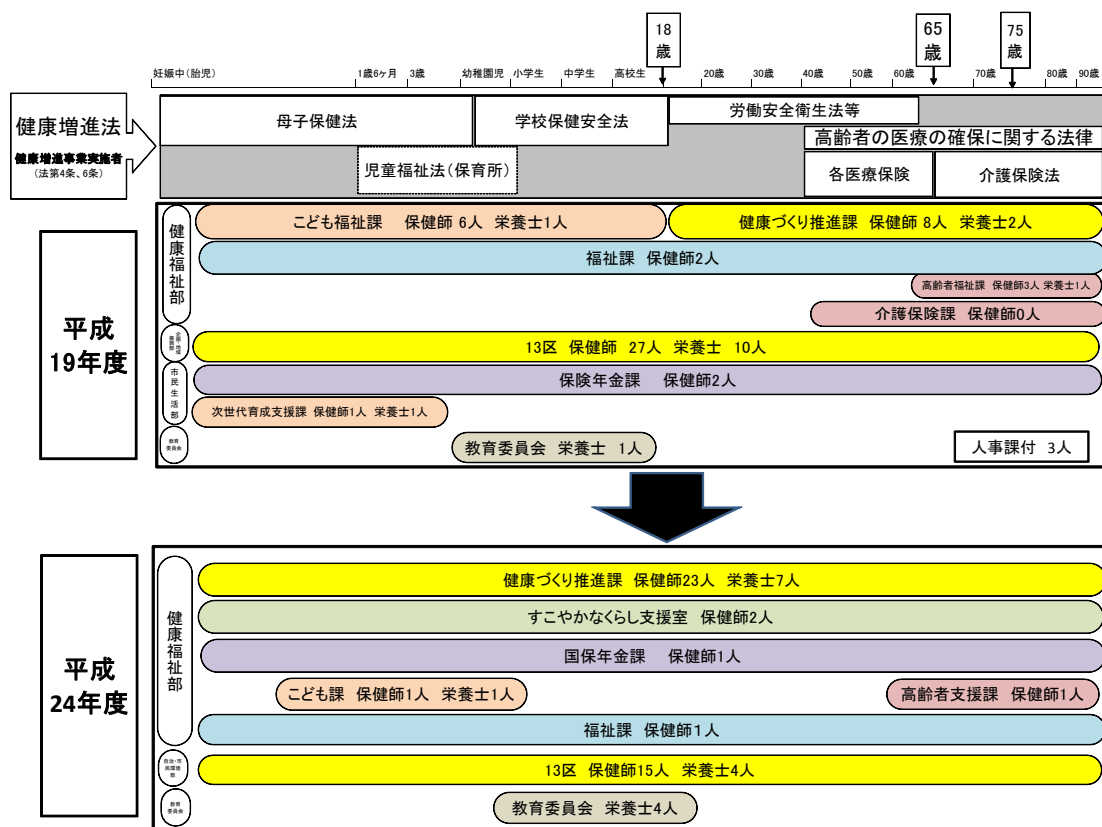 18歳
65歳
75歳
妊娠中(胎児)
1歳6ヶ月
3歳
幼稚園児
小学生
中学生
高校生
20歳
30歳
40歳
50歳
60歳
70歳
80歳
90歳
健康増進法
健康増進事業実施者
(法第4条、6条)
母子保健法
学校保健安全法
労働安全衛生法等
高齢者の医療の確保に関する法律
児童福祉法(保育所)
各医療保険
介護保険法
平成
19年度
健康福祉部
こども福祉課 保健師 6人 栄養士1人
健康づくり推進課 保健師 8人 栄養士2人
福祉課 保健師2人
高齢者福祉課 保健師3人 栄養士1人
介護保険課 保健師0人
13区 保健師 27人 栄養士 10人
市民生活部
保険年金課 保健師2人
次世代育成支援課 保健師1人 栄養士1人
教育
委員会
教育委員会 栄養士 1人
人事課付 3人
平成
24年度
健康福祉部
健康づくり推進課 保健師23人 栄養士7人
すこやかなくらし支援室 保健師2人
国保年金課 保健師1人
こども課 保健師1人 栄養士1人
高齢者支援課 保健師1人
福祉課 保健師1人
自治・市
民環境
部
13区 保健師15人 栄養士4人
教育
委員会
教育委員会 栄養士4人